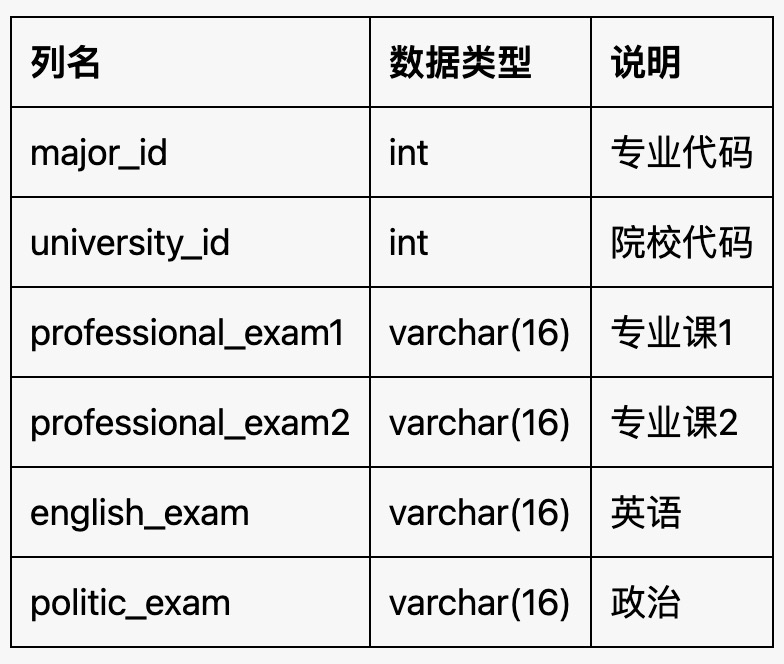 列名 数据类型 说明
major_id int 专业代码
university_id int 院校代码
professional_exam1 varchar(16) 专业课1
professional_exam2 varchar(16) 专业课2
english_exam varchar(16) 英语
politic_exam varchar(16) 政治